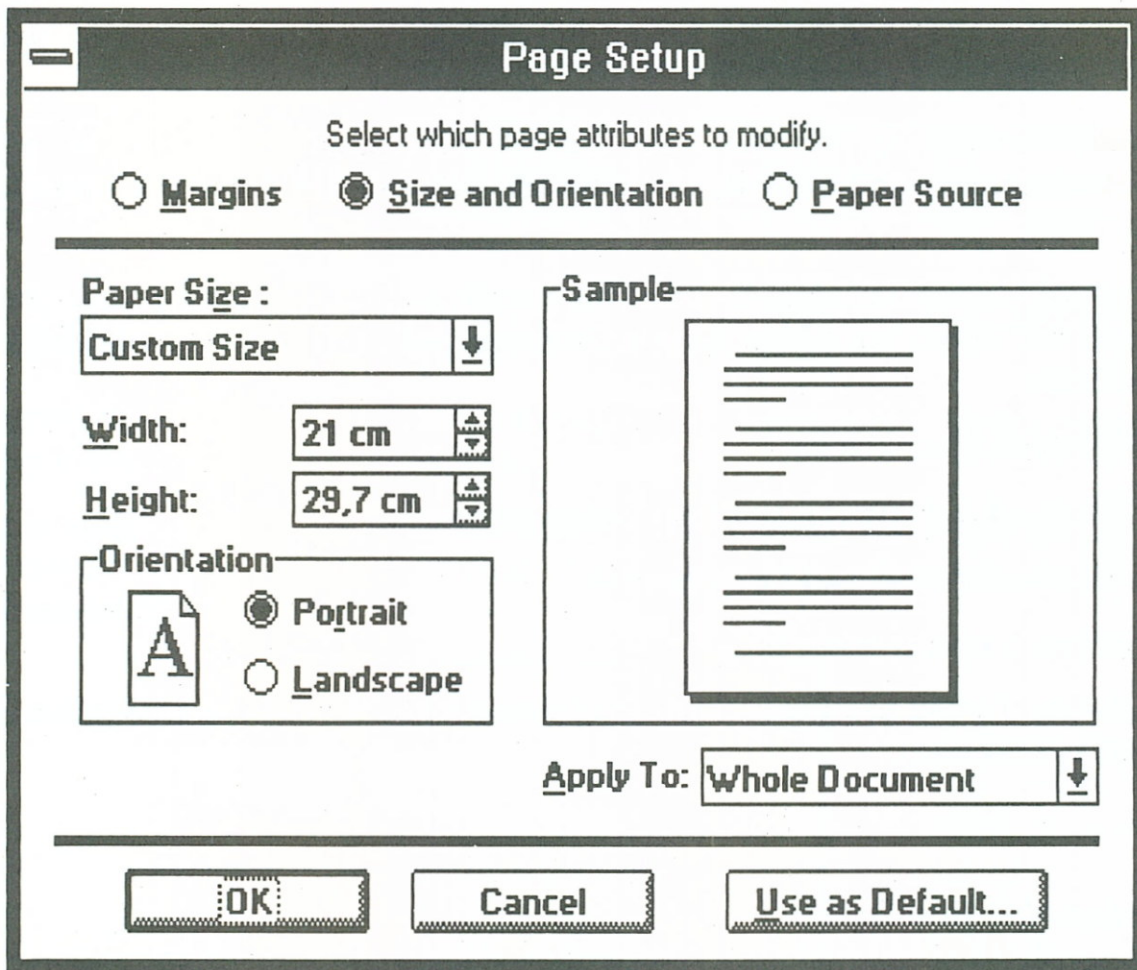 Page Setup
Select which page attributes to modify.
Margins Size and Orientation Paper Source
Paper Size :
Custom Size
Width: 21 cm
Height: 29,7 cm
Orientation
A
Portrait
Landscape
Sample
Apply To: Whole Document
OK Cancel Use as Default...